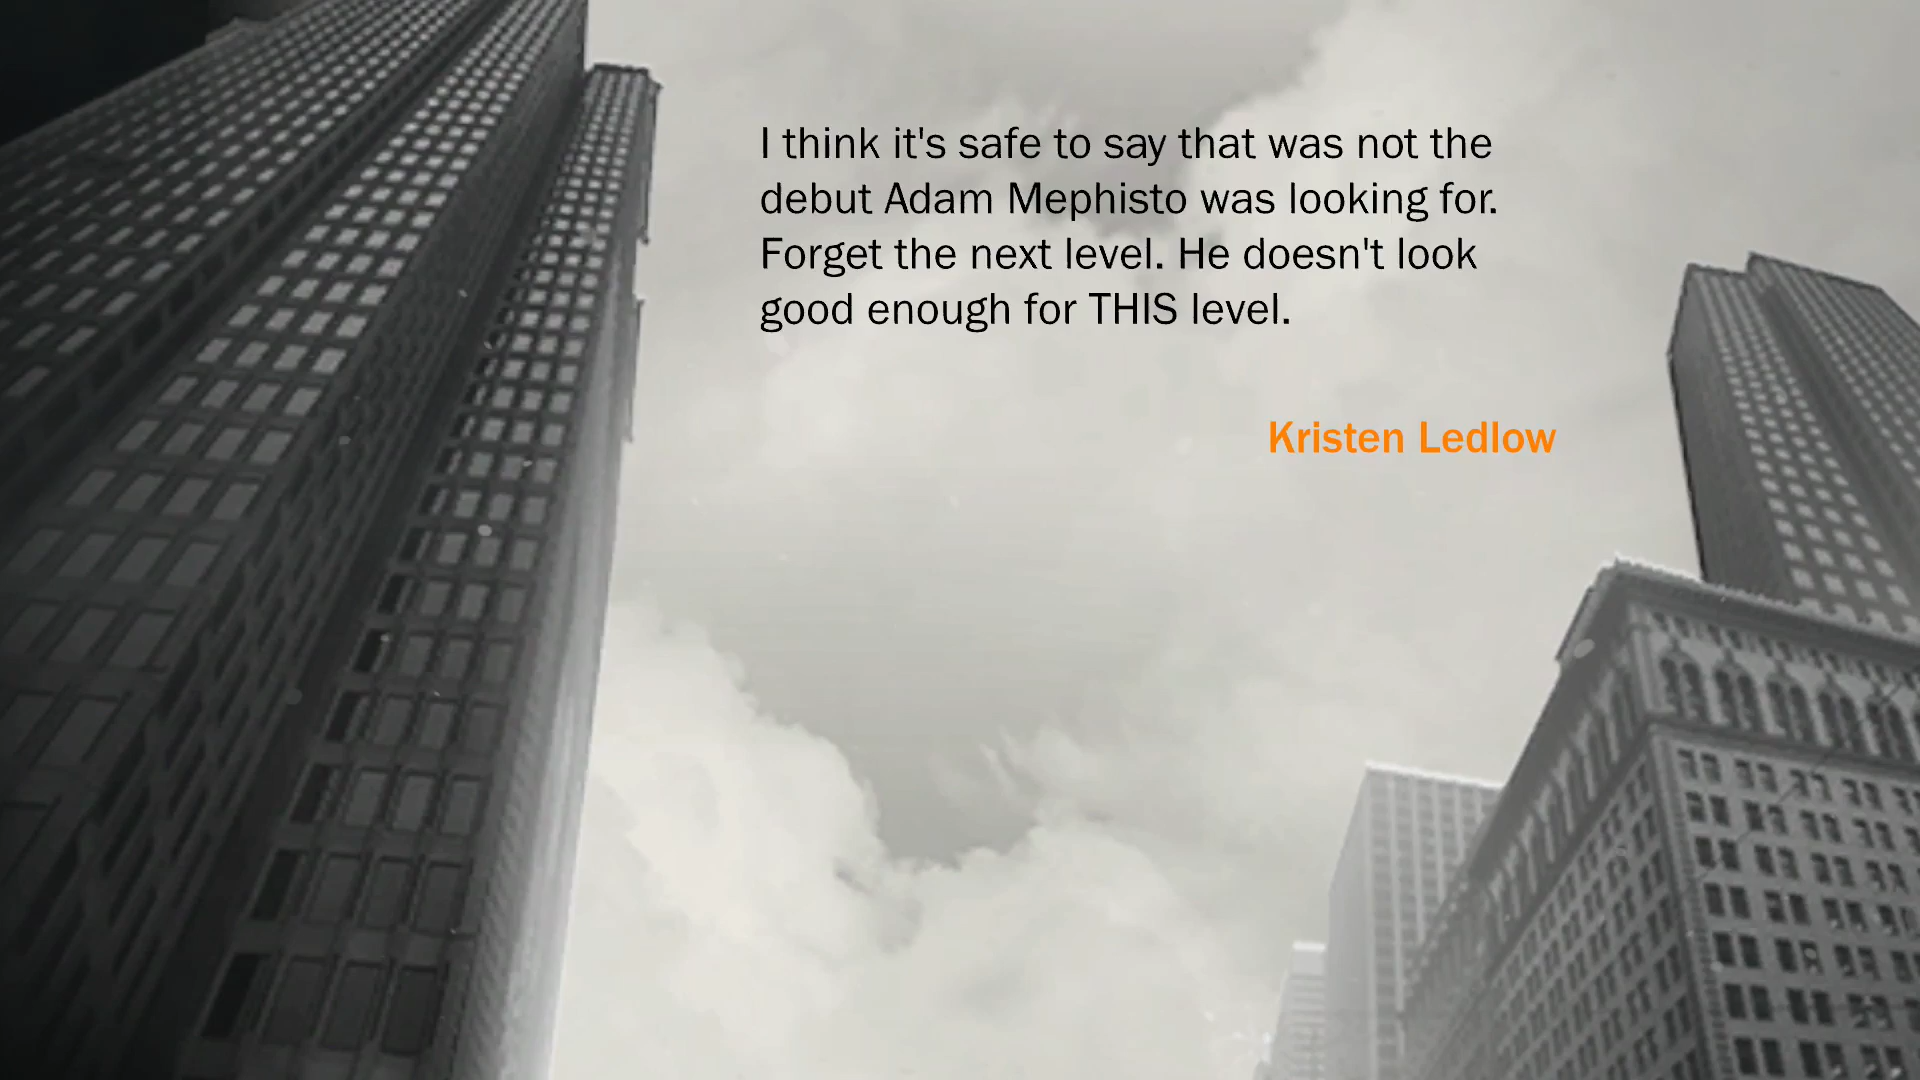 I think it's safe to say that was not the
debut Adam Mephisto was looking for.
Forget the next level. He doesn't look
good enough for THIS level.
Kristen Ledlow